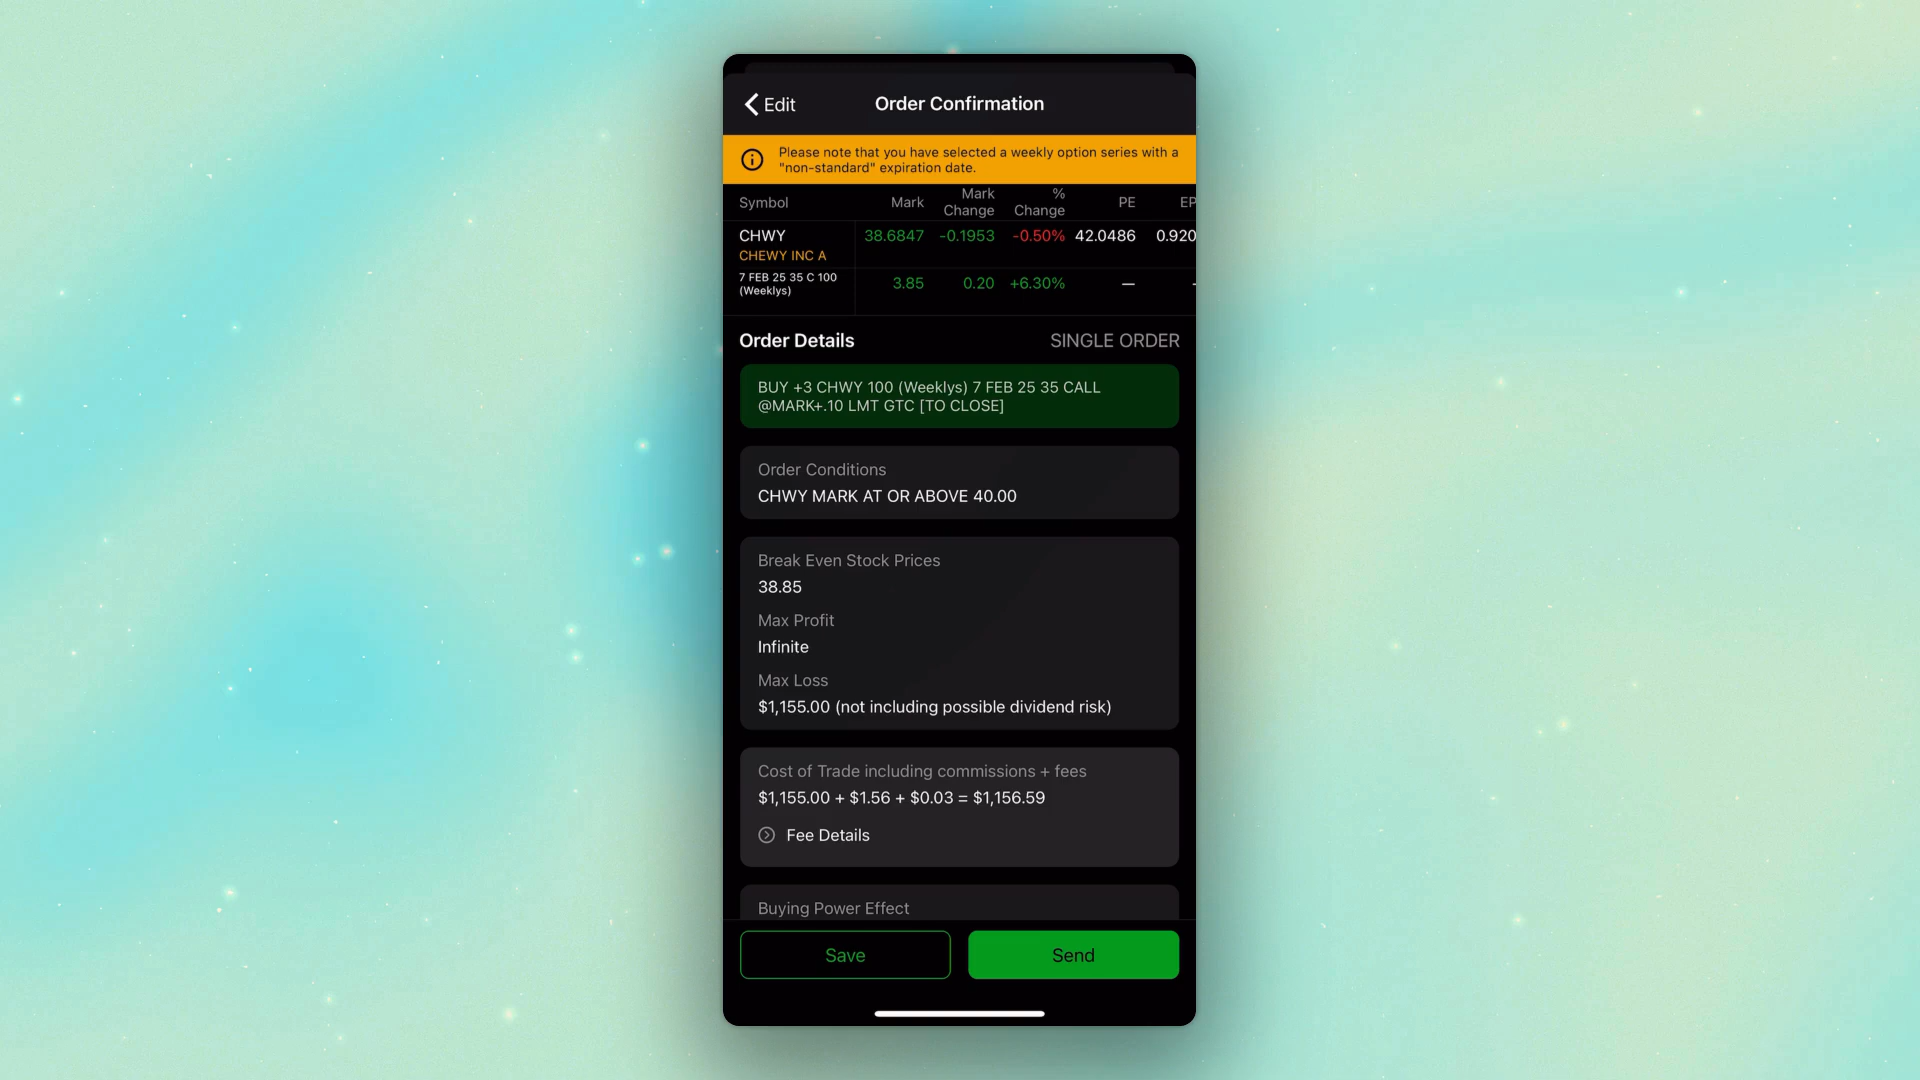 Edit
Order Confirmation
Please note that you have selected a weekly option series with a
"non-standard" expiration date.
Symbol Mark Mark Change % Change PE EP
CHWY 38.6847 -0.1953 -0.50% 42.0486 0.920
CHEWY INC A
7 FEB 25 35 C 100 3.85 0.20 +6.30% — -
(Weeklys)
Order Details SINGLE ORDER
BUY +3 CHWY 100 (Weeklys) 7 FEB 25 35 CALL
@MARK+.10 LMT GTC [TO CLOSE]
Order Conditions
CHWY MARK AT OR ABOVE 40.00
Break Even Stock Prices
38.85
Max Profit
Infinite
Max Loss
$1,155.00 (not including possible dividend risk)
Cost of Trade including commissions + fees
$1,155.00 + $1.56 + $0.03 = $1,156.59
Fee Details
Buying Power Effect
Save
Send